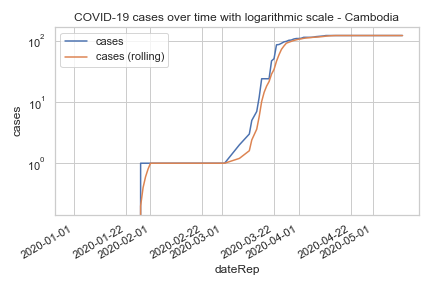 COVID-19 cases over time with logarithmic scale - Cambodia
cases
cases (rolling)
10²
10¹
10⁰
cases
2020-01-01
2020-01-22
2020-02-01
2020-02-22
2020-03-01
2020-03-22
2020-04-01
2020-04-22
2020-05-01
dateRep